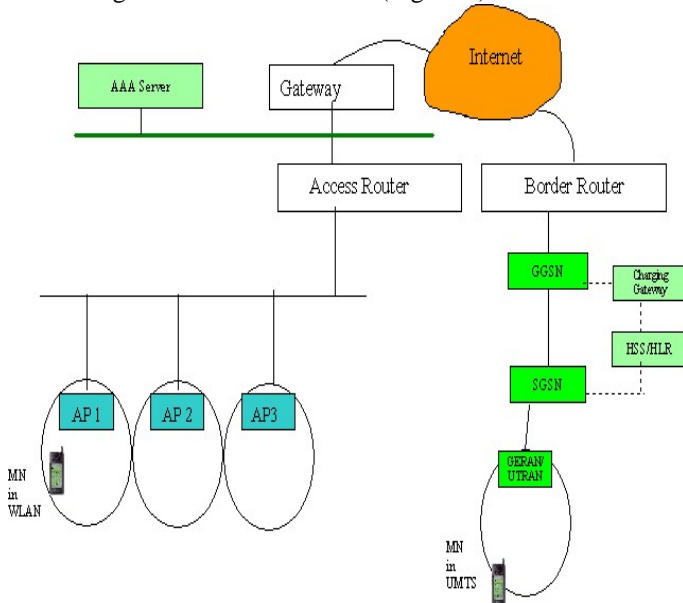 Internet
AAA Server
Gateway
Access Router
Border Router
GGSN
Charging
Gateway
HSS/HLR
SGSN
AP 1
AP 2
AP3
GERAN/
UTRAN
MN
in
WLAN
MN
in
UMTS